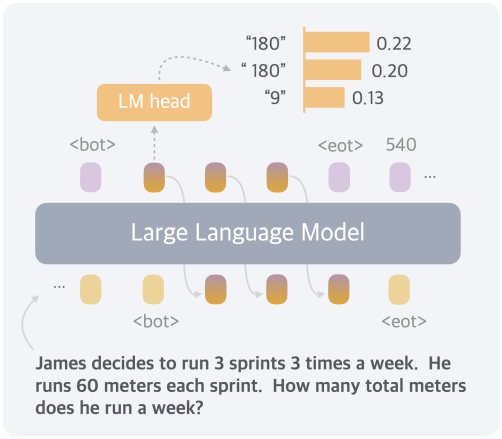 “180”
0.22
“ 180”
0.20
“9”
0.13
LM head
<bot>
<eot>
540
...
Large Language Model
...
<bot>
<eot>
James decides to run 3 sprints 3 times a week. He
runs 60 meters each sprint. How many total meters
does he run a week?